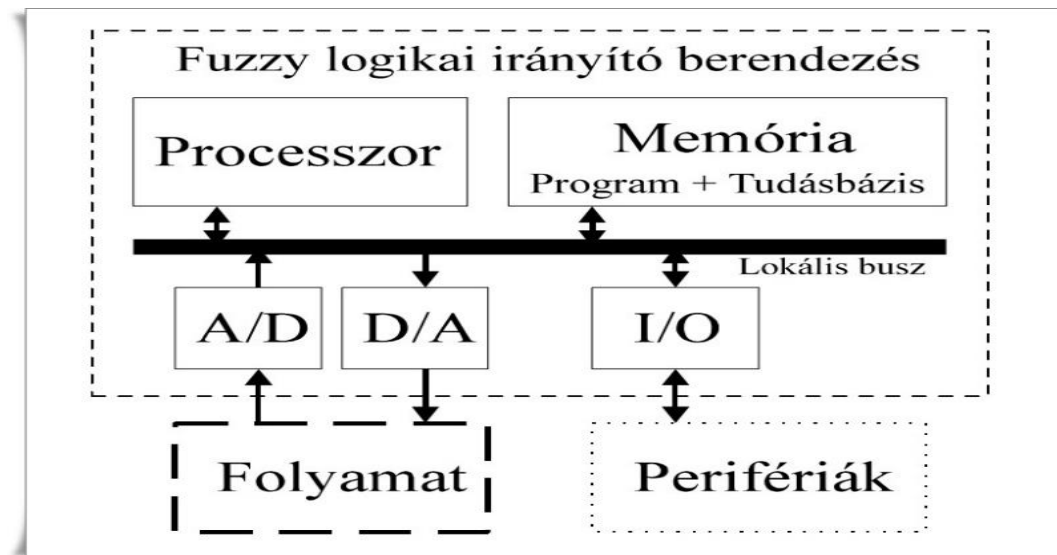 Fuzzy logikai irányító berendezés
Processzor
Memória
Program + Tudásbázis
Lokális busz
A/D
D/A
I/O
Folyamat
Perifériák